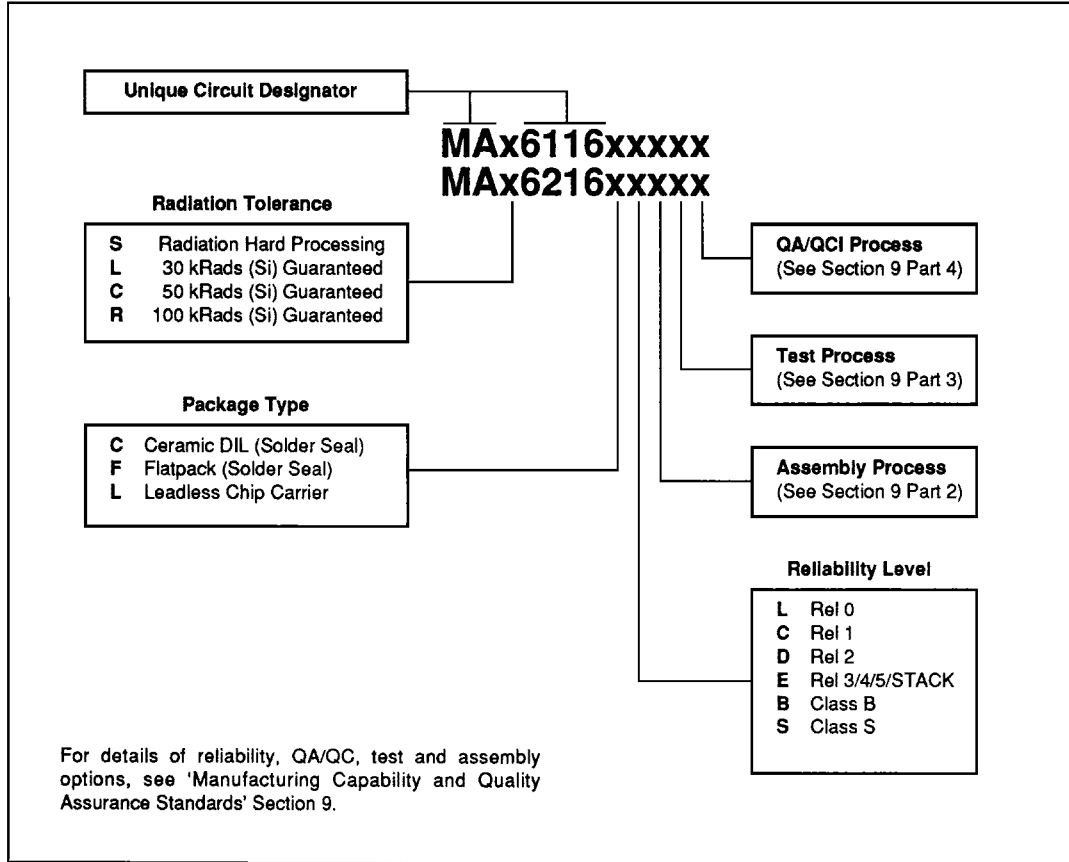 Unique Circuit Designator
MAx6116xxxxx
MAx6216xxxxx
Radiation Tolerance
S Radiation Hard Processing
L 30 kRads (Si) Guaranteed
C 50 kRads (Si) Guaranteed
R 100 kRads (Si) Guaranteed
QA/QCI Process
(See Section 9 Part 4)
Test Process
(See Section 9 Part 3)
Package Type
C Ceramic DIL (Solder Seal)
F Flatpack (Solder Seal)
L Leadless Chip Carrier
Assembly Process
(See Section 9 Part 2)
Reliability Level
L Rel 0
C Rel 1
D Rel 2
E Rel 3/4/5/STACK
B Class B
S Class S
For details of reliability, QA/QC, test and assembly
options, see 'Manufacturing Capability and Quality
Assurance Standards' Section 9.